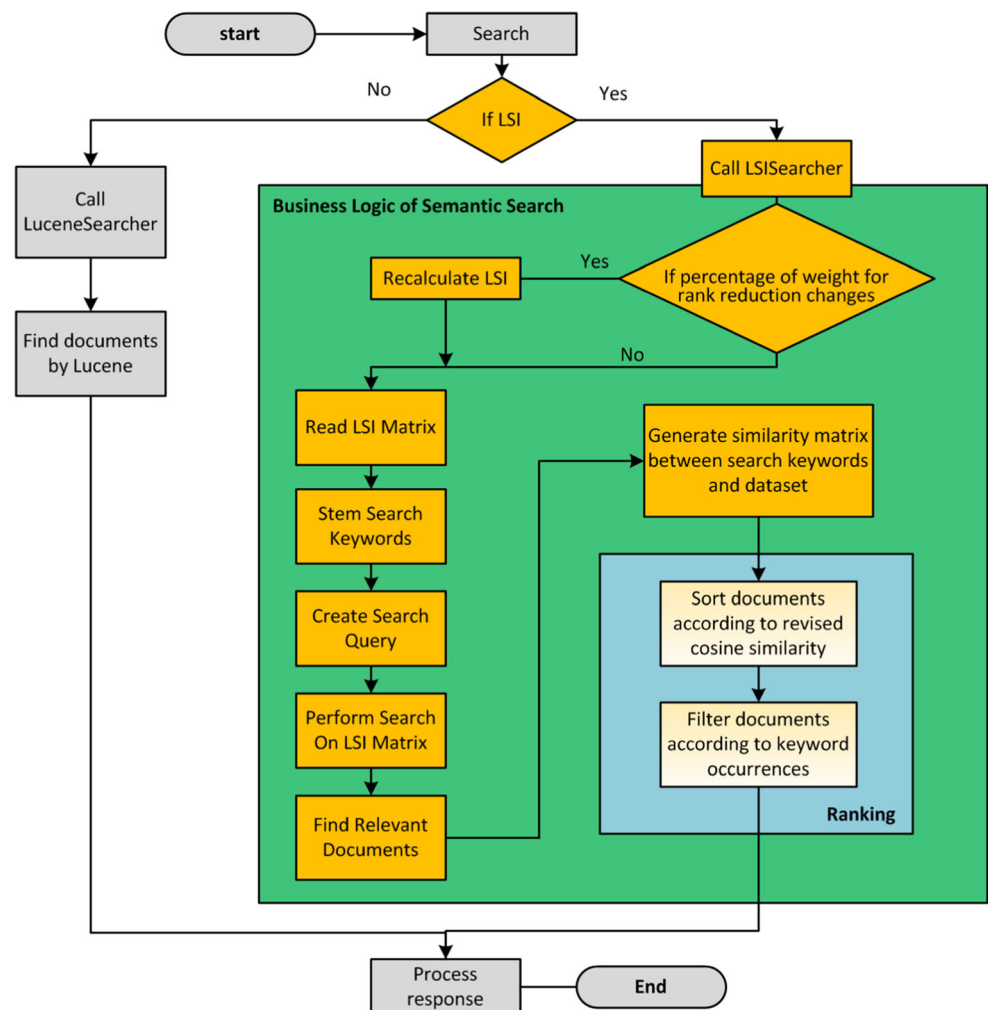 start
Search
No
Yes
If LSI
Call LSISearcher
Call
LuceneSearcher
Business Logic of Semantic Search
Recalculate LSI
Yes
If percentage of weight for
rank reduction changes
Find documents
by Lucene
No
Read LSI Matrix
Generate similarity matrix
between search keywords
and dataset
Stem Search
Keywords
Create Search
Query
Sort documents
according to revised
cosine similarity
Perform Search
On LSI Matrix
Filter documents
according to keyword
occurrences
Find Relevant
Documents
Ranking
Process
response
End